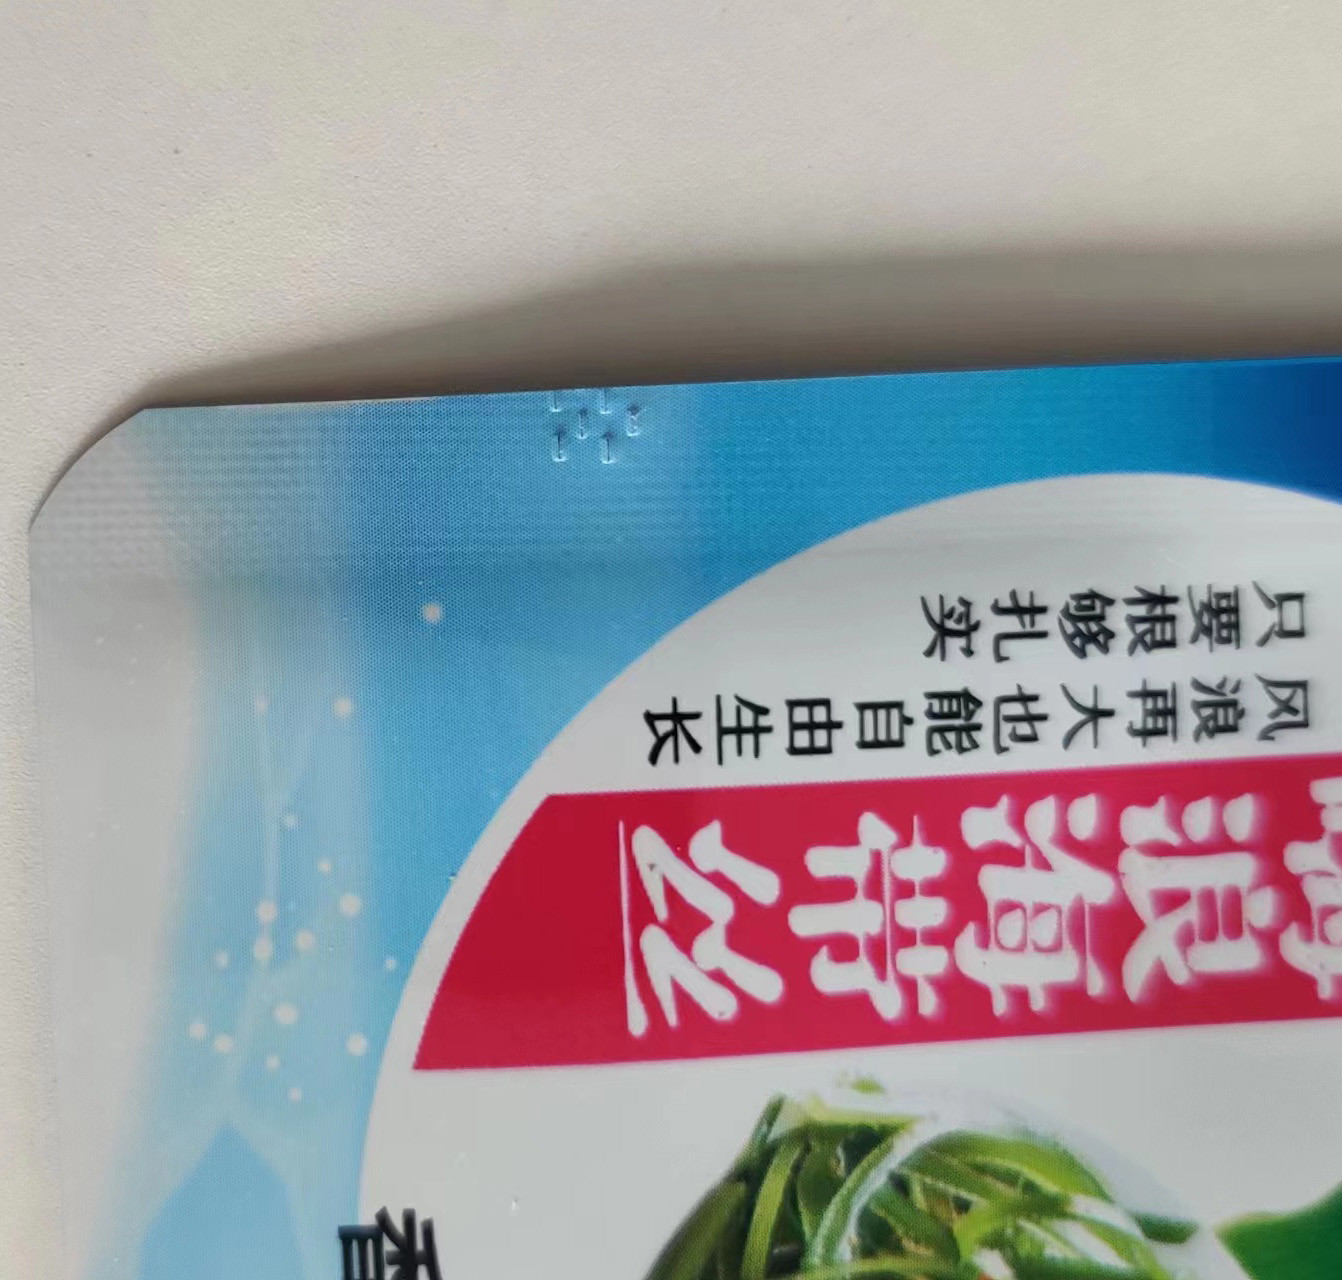 只要根够扎实
风浪再大也能自由生长
浪海带丝
香